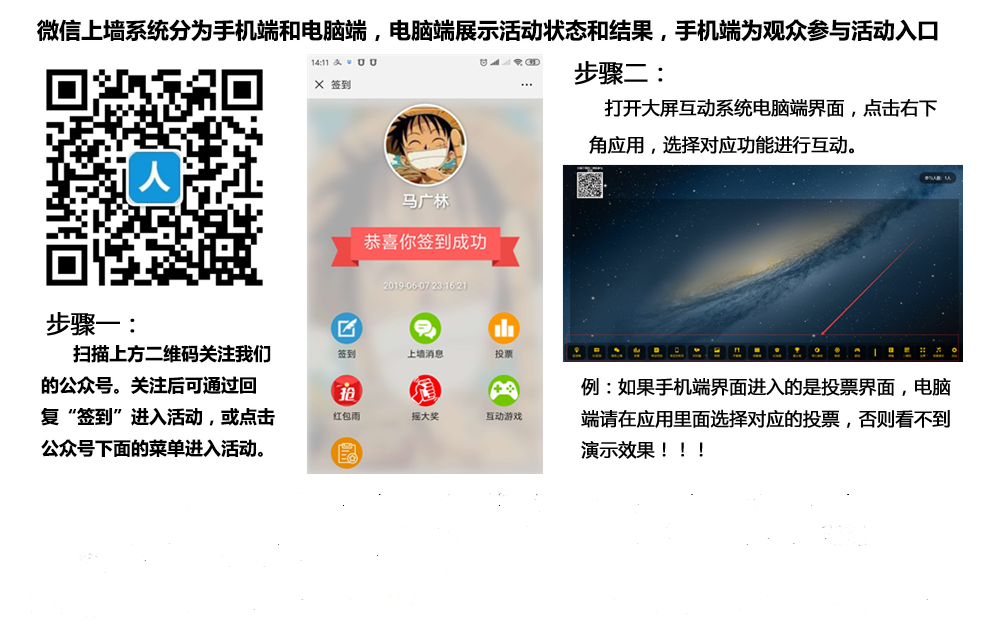 微信上墙系统分为手机端和电脑端，电脑端展示活动状态和结果，手机端为观众参与活动入口
步骤一：
扫描上方二维码关注我们
的公众号。关注后可通过回
复“签到”进入活动，或点击
公众号下面的菜单进入活动。
14:11
签到
马广林
恭喜你签到成功
2019-06-07 23:16:21
签到 上墙消息 投票
抢
红包雨 摇大奖 互动游戏
步骤二：
打开大屏互动系统电脑端界面，点击右下
角应用，选择对应功能进行互动。
例：如果手机端界面进入的是投票界面，电脑
端请在应用里面选择对应的投票，否则看不到
演示效果！！！